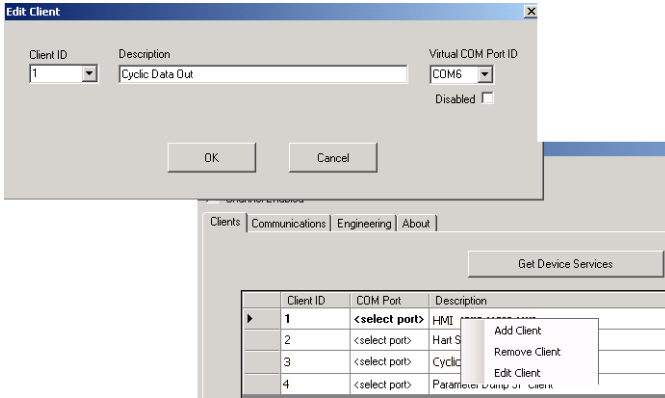 Edit Client
Client ID Description Virtual COM Port ID
1 Cyclic Data Out COM6
Disabled
OK Cancel
Channel Enabled
Clients Communications Engineering About
Get Device Services
Client ID COM Port Description
1 <select port> HMI
2 <select port> Hart S
3 <select port> Cyclic
4 <select port> Parameter Dump
Add Client
Remove Client
Edit Client